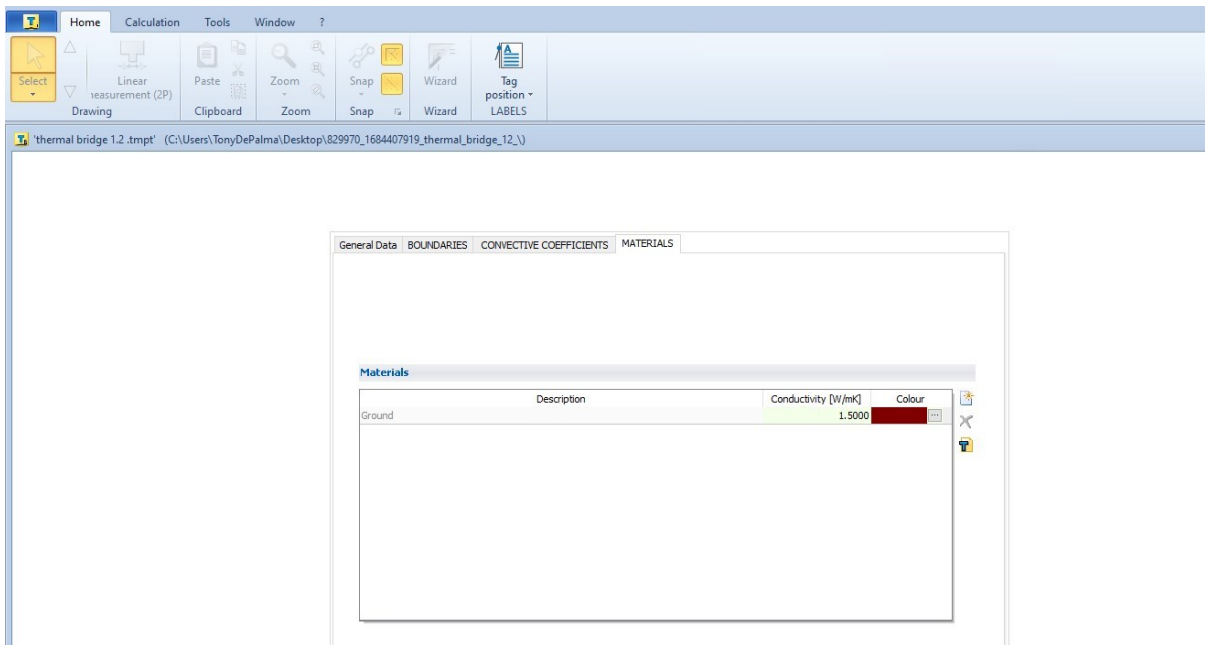 Home Calculation Tools Window ?
Select
Linear
neasurement (2P)
Drawing
Paste
Clipboard
Zoom
Zoom
Snap
Snap
Wizard
Wizard
Tag
position
LABELS
'thermal bridge 1.2 .tmpt' (C:\Users\TonyDePalma\Desktop\829970_1684407919_thermal_bridge_12_\)
General Data BOUNDARIES CONVECTIVE COEFFICIENTS MATERIALS
Materials
Description Conductivity [W/mK] Colour
Ground 1.5000 ...